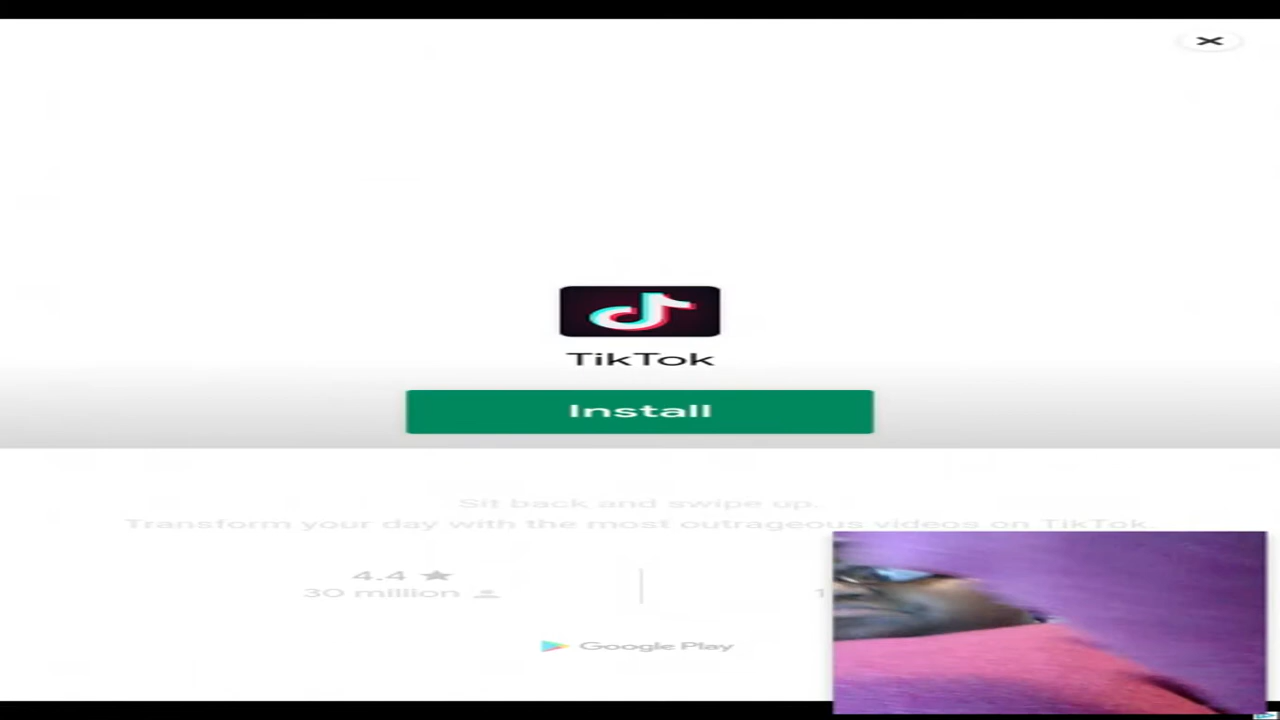 TikTok
Install
Sit back and swipe up.
Transform your day with the most outrageous videos on TikTok.
4.4 ★
30 million
Google Play